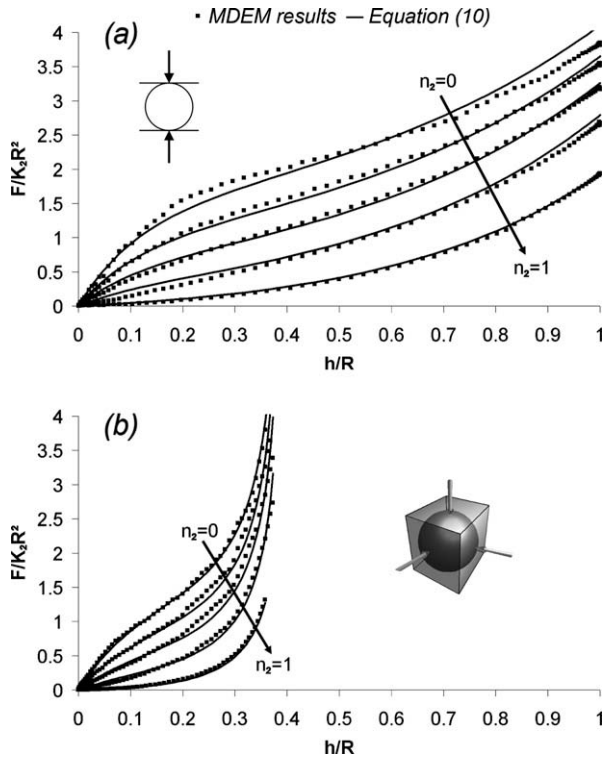 (a)
▪ MDEM results — Equation (10)
F/K₂R²
4
3.5
3
2.5
2
1.5
1
0.5
0
n₂=0
n₂=1
0 0.1 0.2 0.3 0.4 0.5 0.6 0.7 0.8 0.9 1
h/R
(b)
F/K₂R²
4
3.5
3
2.5
2
1.5
1
0.5
0
n₂=0
n₂=1
0 0.1 0.2 0.3 0.4 0.5 0.6 0.7 0.8 0.9 1
h/R